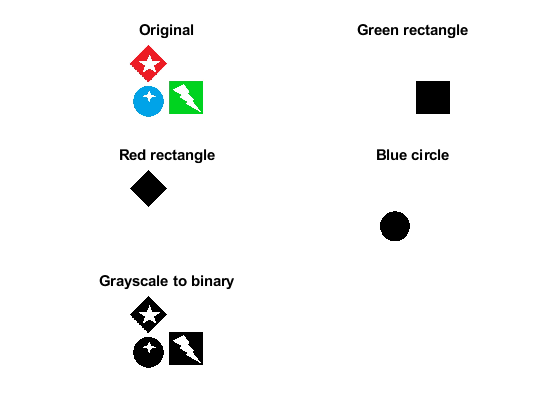 Original
Green rectangle
Red rectangle
Blue circle
Grayscale to binary